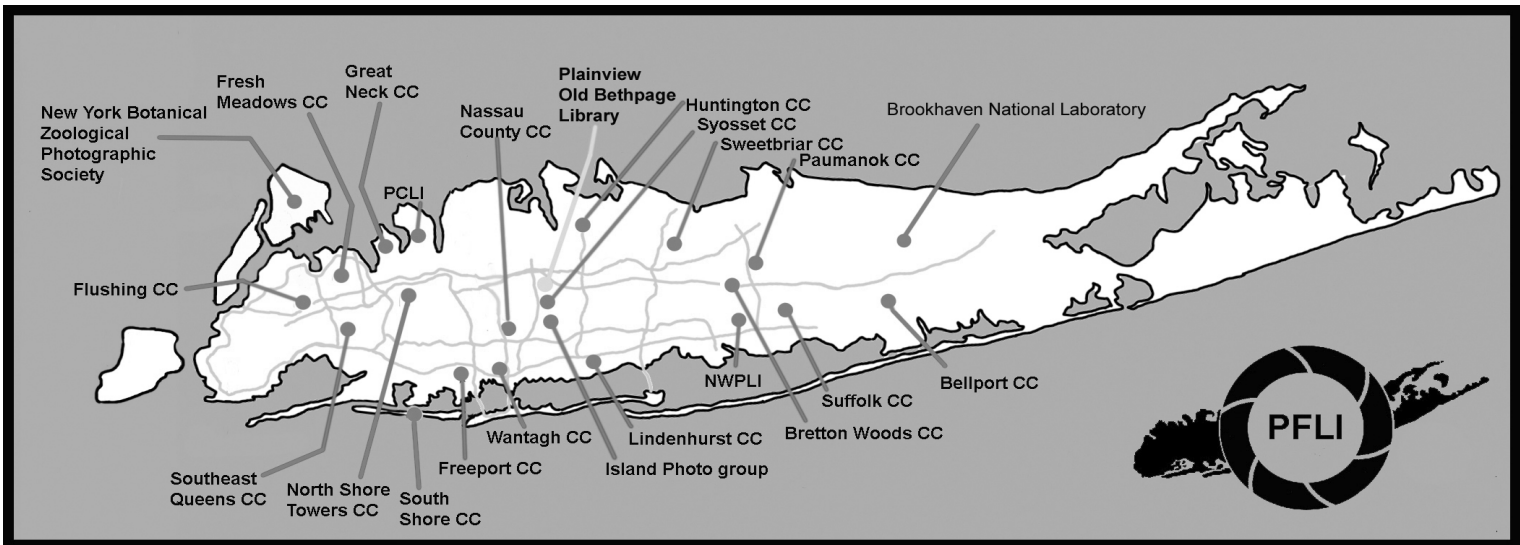 New York Botanical
Zoological
Photographic
Society
Fresh
Meadows CC
Great
Neck CC
PCLI
Nassau
County CC
Plainview
Old Bethpage
Library
Huntington CC
Syosset CC
Sweetbriar CC
Paumanok CC
Brookhaven National Laboratory
Flushing CC
Southeast
Queens CC
North Shore
Towers CC
South
Shore CC
Freeport CC
Wantagh CC
Island Photo group
Lindenhurst CC
NWPLI
Bretton Woods CC
Suffolk CC
Bellport CC
PFLI